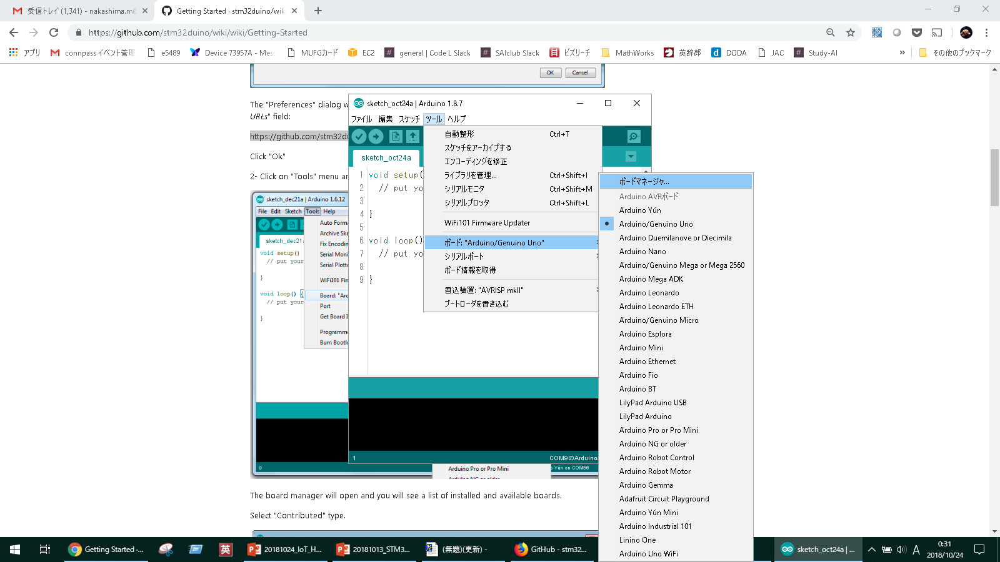 受信トレイ (1,341) - nakashima.m@
Getting Started · stm32duino/wiki
https://github.com/stm32duino/wiki/wiki/Getting-Started
アプリ
connpass イベント管理
e5489
Device 73957A - Mess
MUFGカード
EC2
general | Code L Slack
SAIclub Slack
ビズリーチ
MathWorks
英辞郎
DODA
JAC
Study-AI
»
その他のブックマーク
OK
Cancel
The "Preferences" dialog w
URLs" field:
https://github.com/stm32du
Click "Ok"
2- Click on "Tools" menu an
sketch_dec21a | Arduino 1.6.12
File Edit Sketch Tools Help
sketch_dec21a
Auto Forma
Archive Ske
Fix Encodin
Serial Moni
Serial Plotte
WiFi101 Firm
Board: "Ard
Port
Get Board I
Programme
Burn Bootlo
void setup()
// put your
}
void loop() {
// put your
}
9
Arduino Pro or Pro Mini
Arduino NG or older
Yún on COM56
sketch_oct24a | Arduino 1.8.7
ファイル 編集 スケッチ ツール ヘルプ
sketch_oct24a
1 void setup(
2 // put yo
3
4 }
5
6 void loop()
7 // put yo
8
9 }
1
COM9のArduino/
自動整形 Ctrl+T
スケッチをアーカイブする
エンコーディングを修正
ライブラリを管理... Ctrl+Shift+I
シリアルモニタ Ctrl+Shift+M
シリアルプロッタ Ctrl+Shift+L
WiFi101 Firmware Updater
ボード: "Arduino/Genuino Uno"
シリアルポート
ボード情報を取得
書込装置: "AVRISP mkII"
ブートローダを書き込む
ボードマネージャ...
Arduino AVRボード
Arduino Yún
Arduino/Genuino Uno
Arduino Duemilanove or Diecimila
Arduino Nano
Arduino/Genuino Mega or Mega 2560
Arduino Mega ADK
Arduino Leonardo
Arduino Leonardo ETH
Arduino/Genuino Micro
Arduino Esplora
Arduino Mini
Arduino Ethernet
Arduino Fio
Arduino BT
LilyPad Arduino USB
LilyPad Arduino
Arduino Pro or Pro Mini
Arduino NG or older
Arduino Robot Control
Arduino Robot Motor
Arduino Gemma
Adafruit Circuit Playground
Arduino Yún Mini
Arduino Industrial 101
Linino One
Arduino Uno WiFi
The board manager will open and you will see a list of installed and available boards.
Select "Contributed" type.
Getting Started ·...
英
20181024_IoT_H...
20181013_STM3...
(無題)(更新) -
GitHub - stm32...
sketch_oct24a | ...
A
0:31
2018/10/24